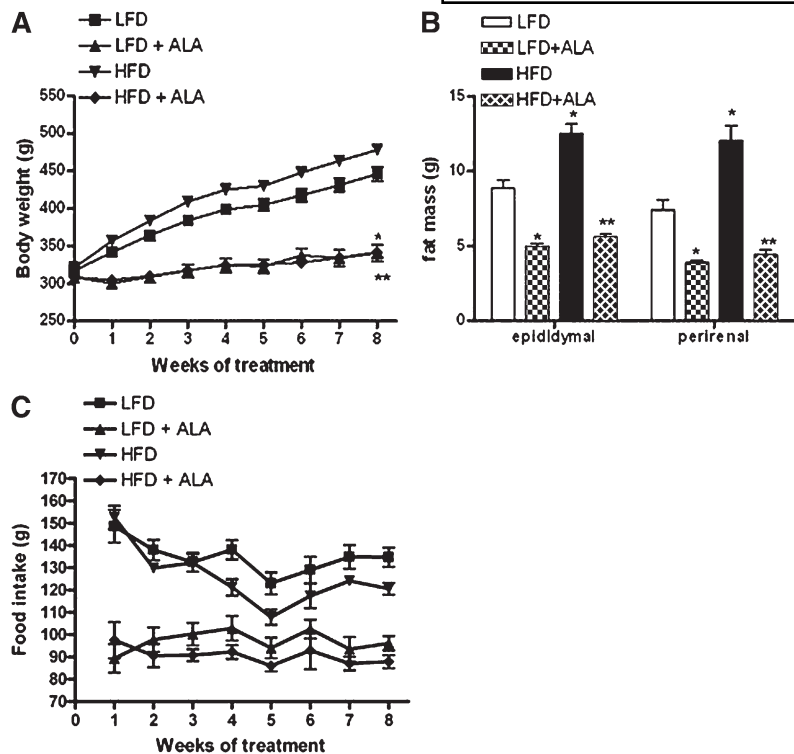 A
LFD
LFD + ALA
HFD
HFD + ALA
550
500
450
400
350
300
250
Body weight (g)
0 1 2 3 4 5 6 7 8
Weeks of treatment
*
**
B
LFD
LFD+ALA
HFD
HFD+ALA
15
10
5
0
fat mass (g)
* * ** * * **
epididymal perirenal
C
LFD
LFD + ALA
HFD
HFD + ALA
170
160
150
140
130
120
110
100
90
80
70
Food intake (g)
0 1 2 3 4 5 6 7 8
Weeks of treatment